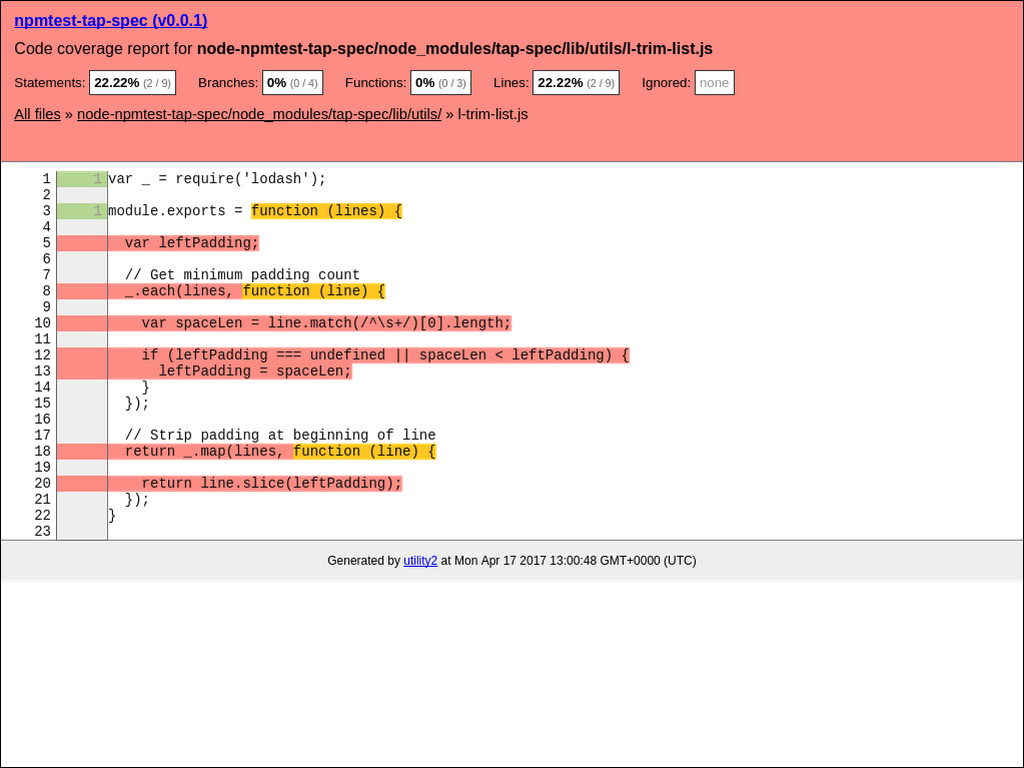 npmtest-tap-spec (v0.0.1)
Code coverage report for node-npmtest-tap-spec/node_modules/tap-spec/lib/utils/l-trim-list.js
Statements: 22.22% (2 / 9) Branches: 0% (0 / 4) Functions: 0% (0 / 3) Lines: 22.22% (2 / 9) Ignored: none
All files » node-npmtest-tap-spec/node_modules/tap-spec/lib/utils/ » l-trim-list.js
1 1 var _ = require('lodash');
2
3 1 module.exports = function (lines) {
4
5   var leftPadding;
6
7   // Get minimum padding count
8   _.each(lines, function (line) {
9
10     var spaceLen = line.match(/^\s+/)[0].length;
11
12     if (leftPadding === undefined || spaceLen < leftPadding) {
13       leftPadding = spaceLen;
14     }
15   });
16
17   // Strip padding at beginning of line
18   return _.map(lines, function (line) {
19
20     return line.slice(leftPadding);
21   });
22 }
23
Generated by utility2 at Mon Apr 17 2017 13:00:48 GMT+0000 (UTC)